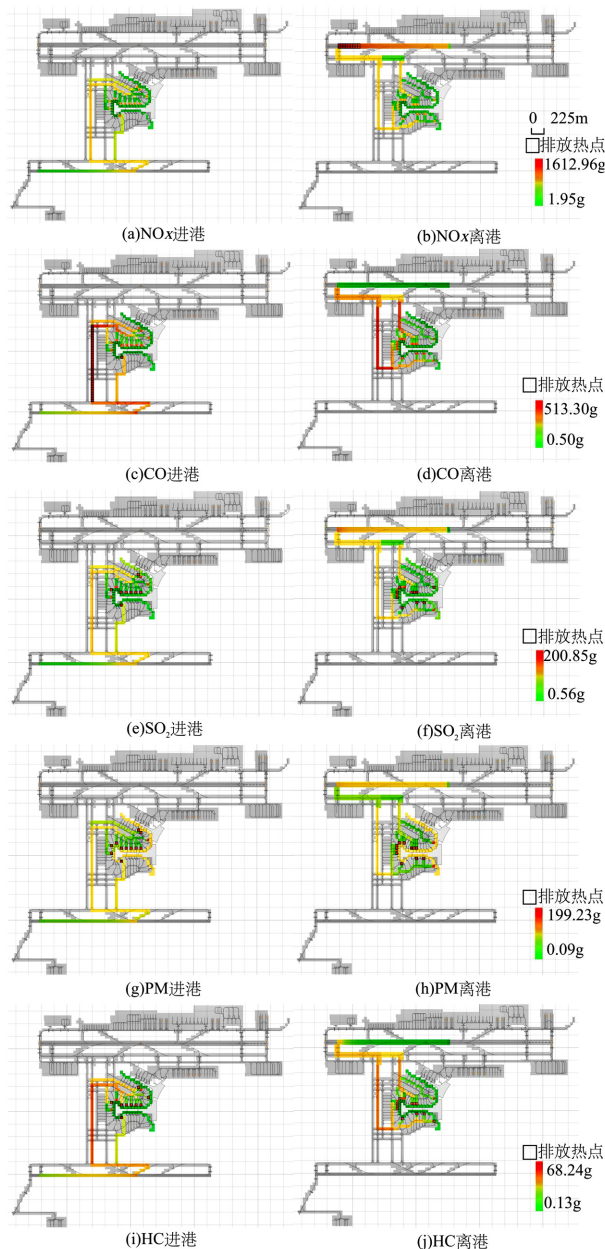 0 225m
排放热点
1612.96g
1.95g
(a)NOx进港
(b)NOx离港
排放热点
513.30g
0.50g
(c)CO进港
(d)CO离港
排放热点
200.85g
0.56g
(e)SO₂进港
(f)SO₂离港
排放热点
199.23g
0.09g
(g)PM进港
(h)PM离港
排放热点
68.24g
0.13g
(i)HC进港
(j)HC离港